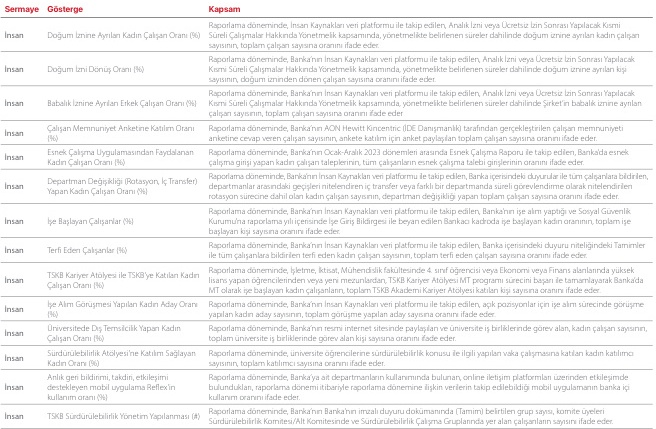 Sermaye Gösterge Kapsam
İnsan Doğum İznine Ayrılan Kadın Çalışan Oranı (%)
Raporlama döneminde, İnsan Kaynakları veri platformu ile takip edilen, Analık İzni veya Ücretsiz İzin Sonrası Yapılacak Kısmi
Süreli Çalışmalar Hakkında Yönetmelik kapsamında, yönetmelikte belirlenen süreler dahilinde doğum iznine ayrılan kadın çalışan
sayısının, toplam çalışan sayısına oranını ifade eder.
İnsan Doğum İzni Dönüş Oranı (%)
Raporlama döneminde, Banka'nın İnsan Kaynakları veri platformu ile takip edilen, Analık İzni veya Ücretsiz İzin Sonrası Yapılacak
Kısmi Süreli Çalışmalar Hakkında Yönetmelik kapsamında, yönetmelikte belirlenen süreler dahilinde doğum iznine ayrılan kişi
sayısının, doğum izninden dönen çalışan sayısına oranını ifade eder.
İnsan Babalık İznine Ayrılan Erkek Çalışan Oranı (%)
Raporlama döneminde, Banka'nın İnsan Kaynakları veri platformu ile takip edilen, Analık İzni veya Ücretsiz İzin Sonrası Yapılacak
Kısmi Süreli Çalışmalar Hakkında Yönetmelik kapsamında, yönetmelikte belirlenen süreler dahilinde Şirket'in babalık iznine ayrılan
çalışan sayısının, toplam çalışan sayısına oranını ifade eder
İnsan Çalışan Memnuniyet Anketine Katılım Oranı
(%)
Raporlama döneminde, Banka'nın AON Hewitt Kincentric (İDE Danışmanlık) tarafından gerçekleştirilen çalışan memnuniyeti
anketine cevap veren çalışan sayısının, ankete katılım için anket paylaşılan toplam çalışan sayısına oranını ifade eder.
İnsan Esnek Çalışma Uygulamasından Faydalanan
Kadın Çalışan Oranı (%)
Raporlama döneminde, Banka'nın Ocak-Aralık 2023 dönemleri arasında Esnek Çalışma Raporu ile takip edilen, Banka'da esnek
çalışma girişi yapan kadın çalışan taleplerinin, tüm çalışanların esnek çalışma talebi girişlerinin oranını ifade eder.
İnsan Departman Değişikliği (Rotasyon, İç Transfer)
Yapan Kadın Çalışan Oranı (%)
Raporlama döneminde, Banka'nın İnsan Kaynakları veri platformu ile takip edilen, Banka içerisindeki duyurular ile tüm çalışanlara bildirilen,
departmanlar arasındaki geçişleri nitelendiren iç transfer veya farklı bir departmanda süreli görevlendirme olarak nitelendirilen
rotasyon sürecine dahil olan kadın çalışan sayısının, departman değişikliği yapan toplam çalışan sayısına oranını ifade eder.
İnsan İşe Başlayan Çalışanlar (%)
Raporlama döneminde, Banka'nın İnsan Kaynakları veri platformu ile takip edilen, Banka'nın işe alım yaptığı ve Sosyal Güvenlik
Kurumu'na raporlama yılı içerisinde İşe Giriş Bildirgesi ile beyan edilen Bankacı kadroda işe başlayan kadın oranının, toplam işe
başlayan kişi sayısına oranını ifade eder.
İnsan Terfi Eden Çalışanlar (%)
Raporlama döneminde, Banka'nın İnsan Kaynakları veri platformu ile takip edilen, Banka içerisindeki duyuru niteliğindeki Tamimler
ile tüm çalışanlara bildirilen terfi eden kadın çalışan sayısının, toplam terfi eden çalışan sayısına oranını ifade eder.
İnsan TSKB Kariyer Atölyesi ile TSKB'ye Katılan Kadın
Çalışan Oranı (%)
Raporlama döneminde, İşletme, İktisat, Mühendislik fakültesinde 4. sınıf öğrencisi veya Ekonomi veya Finans alanlarında yüksek
lisans yapan öğrencilerinden veya yeni mezunlardan, TSKB Kariyer Atölyesi MT programı sürecini başarı ile tamamlayarak Banka'da
MT olarak işe başlayan kadın çalışanların, toplam TSKB Akademi Kariyer Atölyesi katılan kişi sayısına oranını ifade eder.
İnsan İşe Alım Görüşmesi Yapılan Kadın Aday Oranı
(%)
Raporlama döneminde, Banka'nın İnsan Kaynakları veri platformu ile takip edilen, açık pozisyonlar için işe alım sürecinde görüşme
yapılan kadın aday sayısının, toplam görüşme yapılan aday sayısına oranını ifade eder.
İnsan Üniversitede Dış Temsilcilik Yapan Kadın
Çalışan Oranı (%)
Raporlama döneminde, Banka'nın resmi internet sitesinde paylaşılan ve üniversite iş birliklerinde görev alan, kadın çalışan sayısının,
toplam üniversite iş birliklerinde görev alan kişi sayısına oranını ifade eder.
İnsan Sürdürülebilirlik Atölyesi'ne Katılım Sağlayan
Kadın Oranı (%)
Raporlama döneminde, üniversite öğrencilerine sürdürülebilirlik konusu ile ilgili yapılan vaka çalışmasına katılan kadın katılımcı
sayısının, toplam katılımcı sayısına oranını ifade eder.
İnsan Anlık geri bildirimi, takdiri, etkileşimi
destekleyen mobil uygulama Reflex'in
kullanım oranı (%)
Raporlama döneminde, Banka'ya ait departmanların kullanımında bulunan, online iletişim platformları üzerinden etkileşimde
bulundukları, raporlama dönemi itibariyle raporlama dönemine ilişkin verilerin takip edilebildiği mobil uygulamanın banka içi
kullanım oranını ifade eder.
İnsan TSKB Sürdürülebilirlik Yönetim Yapılanması (#)
Raporlama döneminde, Banka'nın Banka'nın imzalı duyuru dokümanında (Tamim) belirtilen grup sayısı, komite üyeleri
Sürdürülebilirlik Komitesi/Alt Komitesinde ve Sürdürülebilirlik Çalışma Gruplarında yer alan çalışanların sayısını ifade eder.